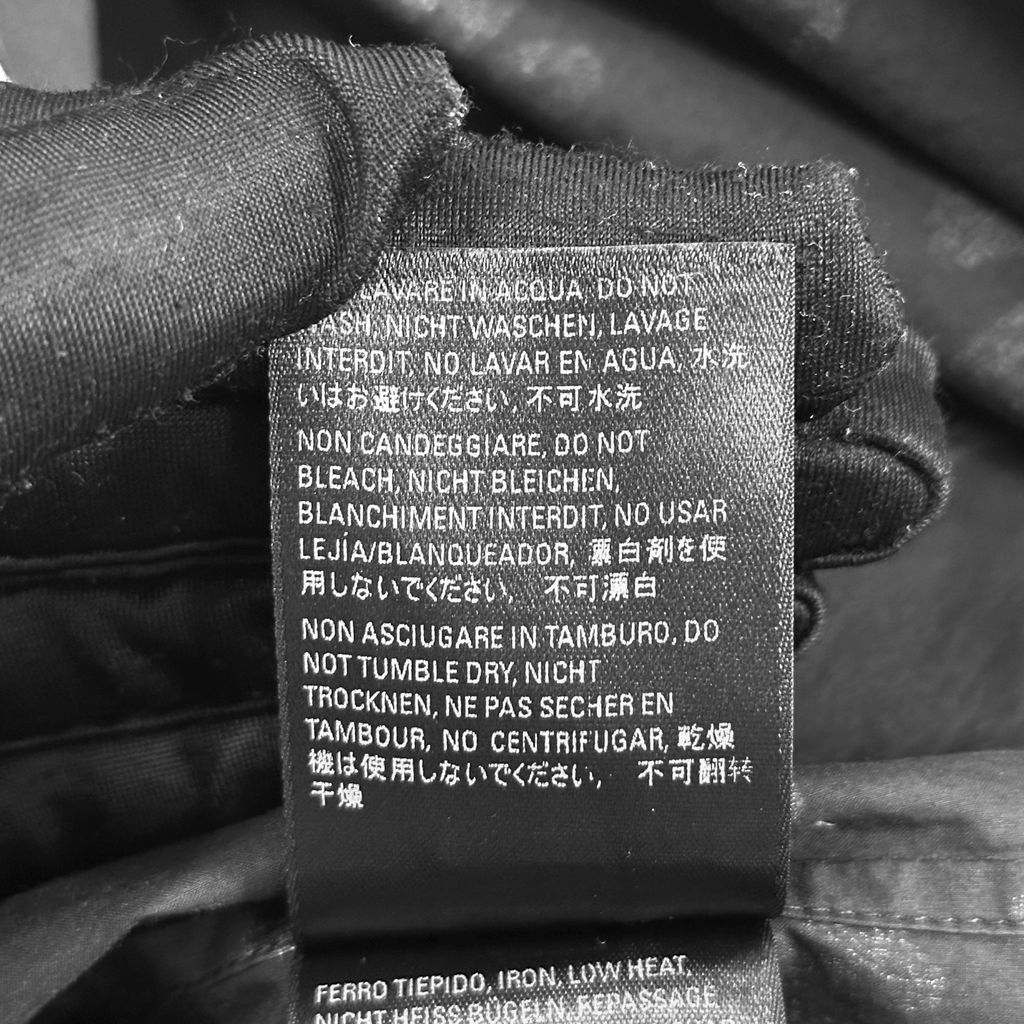 LAVARE IN ACQUA, DO NOT
WASH, NICHT WASCHEN, LAVAGE
INTERDIT, NO LAVAR EN AGUA, 水洗
いはお避けください, 不可水洗
NON CANDEGGIARE, DO NOT
BLEACH, NICHT BLEICHEN,
BLANCHIMENT INTERDIT, NO USAR
LEJÍA/BLANQUEADOR, 漂白剤を使
用しないでください, 不可漂白
NON ASCIUGARE IN TAMBURO, DO
NOT TUMBLE DRY, NICHT
TROCKNEN, NE PAS SECHER EN
TAMBOUR, NO CENTRIFUGAR, 乾燥
機は使用しないでください, 不可翻转
干燥
FERRO TIEPIDO, IRON, LOW HEAT,
NICHT HEISS BÜGELN, REPASSAGE